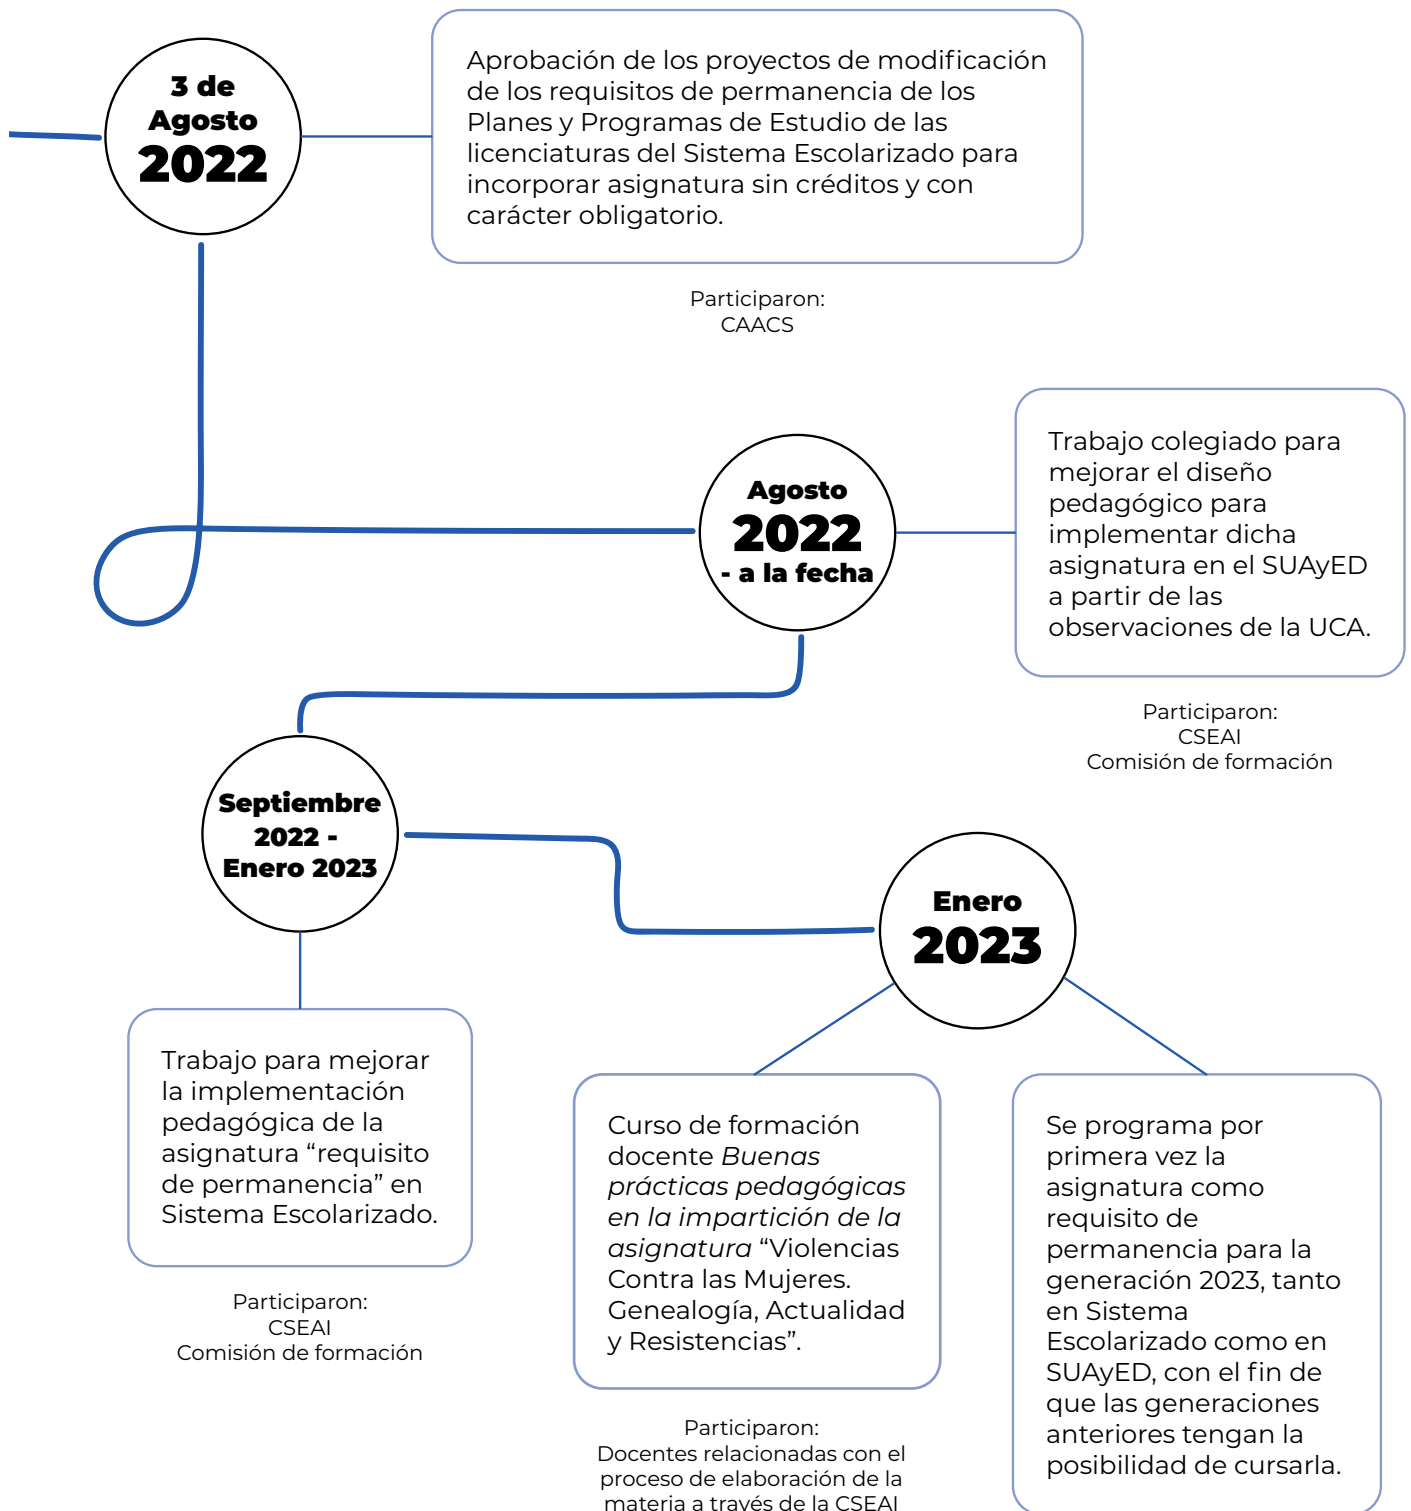 3 de
Agosto
2022
Aprobación de los proyectos de modificación
de los requisitos de permanencia de los
Planes y Programas de Estudio de las
licenciaturas del Sistema Escolarizado para
incorporar asignatura sin créditos y con
carácter obligatorio.
Participaron:
CAACS
Agosto
2022
- a la fecha
Trabajo colegiado para
mejorar el diseño
pedagógico para
implementar dicha
asignatura en el SUAyED
a partir de las
observaciones de la UCA.
Participaron:
CSEAI
Comisión de formación
Septiembre
2022 -
Enero 2023
Trabajo para mejorar
la implementación
pedagógica de la
asignatura “requisito
de permanencia” en
Sistema Escolarizado.
Participaron:
CSEAI
Comisión de formación
Enero
2023
Curso de formación
docente Buenas
prácticas pedagógicas
en la impartición de la
asignatura “Violencias
Contra las Mujeres.
Genealogía, Actualidad
y Resistencias”.
Participaron:
Docentes relacionadas con el
proceso de elaboración de la
materia a través de la CSEAI
Se programa por
primera vez la
asignatura como
requisito de
permanencia para la
generación 2023, tanto
en Sistema
Escolarizado como en
SUAyED, con el fin de
que las generaciones
anteriores tengan la
posibilidad de cursarla.